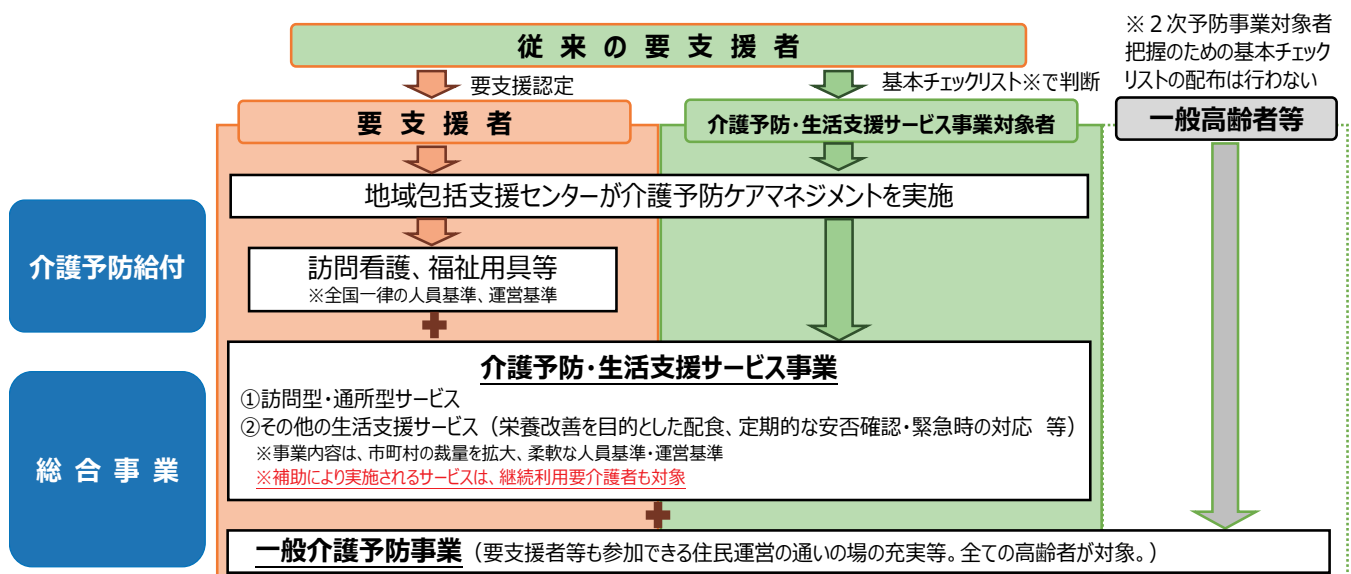 従来の要支援者
※２次予防事業対象者
把握のための基本チェック
リストの配布は行わない
要支援認定
基本チェックリスト※で判断
要支援者
介護予防・生活支援サービス事業対象者
一般高齢者等
地域包括支援センターが介護予防ケアマネジメントを実施
介護予防給付
訪問看護、福祉用具等
※全国一律の人員基準、運営基準
介護予防・生活支援サービス事業
①訪問型・通所型サービス
②その他の生活支援サービス（栄養改善を目的とした配食、定期的な安否確認・緊急時の対応　等）
※事業内容は、市町村の裁量を拡大、柔軟な人員基準・運営基準
※補助により実施されるサービスは、継続利用要介護者も対象
総合事業
一般介護予防事業（要支援者等も参加できる住民運営の通いの場の充実等。全ての高齢者が対象。）